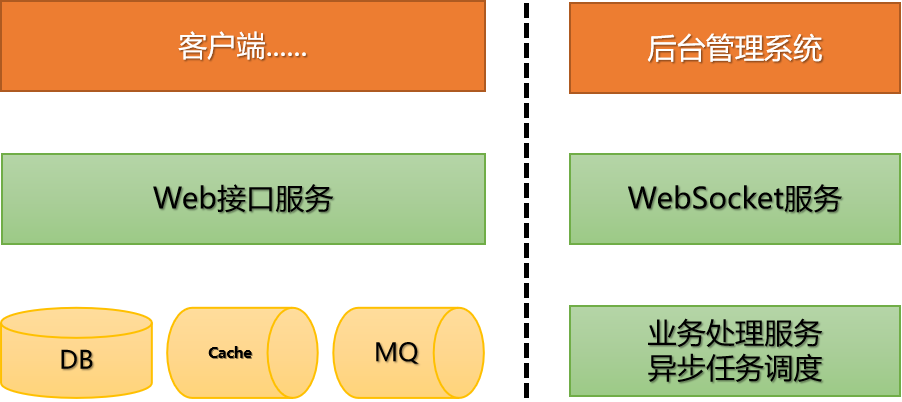 客户端......
后台管理系统
Web接口服务
WebSocket服务
DB
Cache
MQ
业务处理服务
异步任务调度